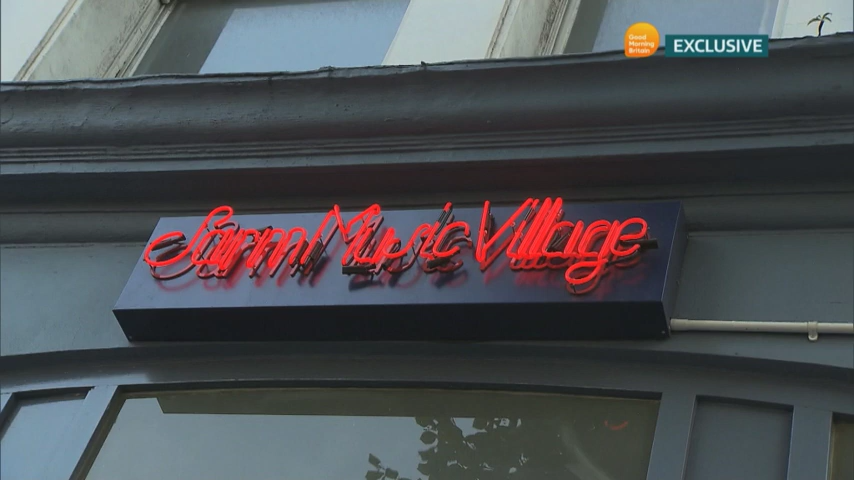 Good
Morning
Britain
EXCLUSIVE
Sarm Music Village